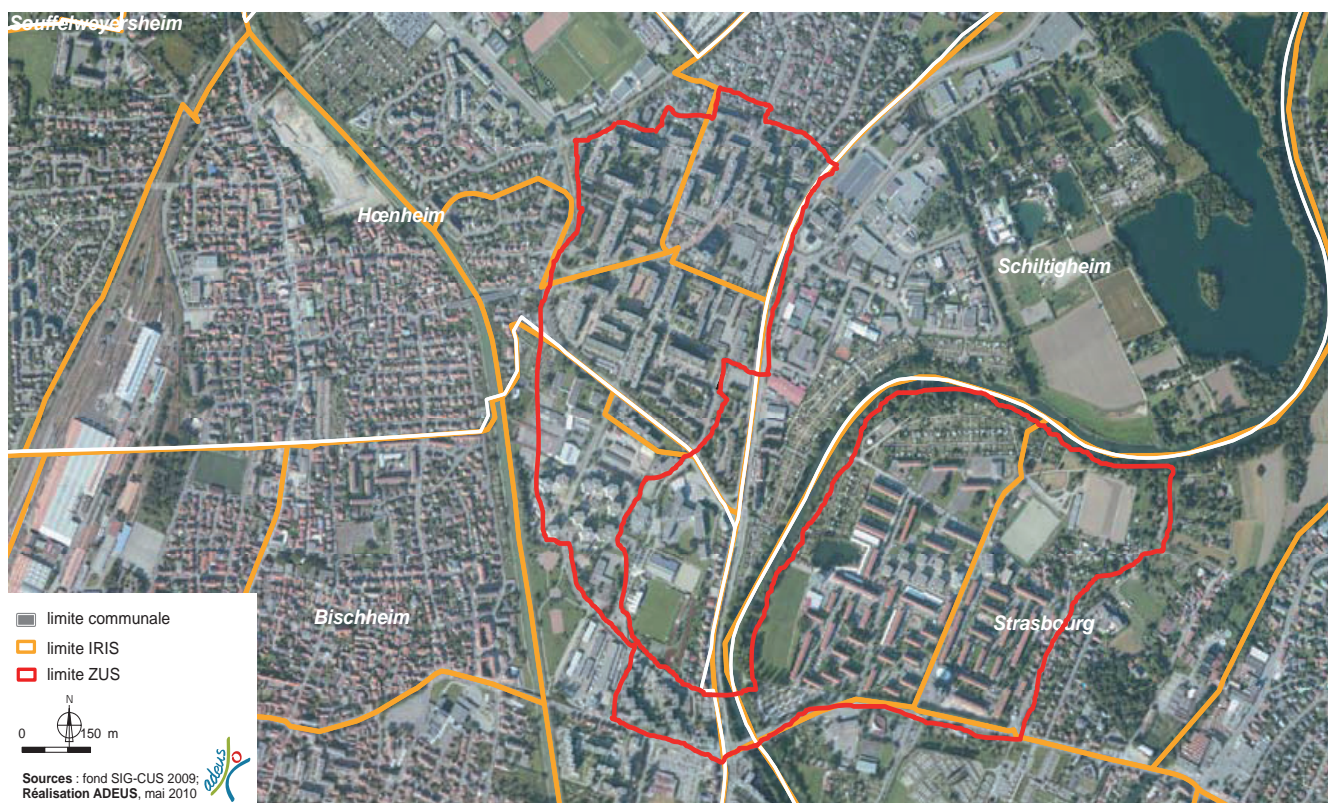 Souffelweyersheim
Hœnheim
Schiltigheim
Bischheim
Strasbourg
limite communale
limite IRIS
limite ZUS
N
0 150 m
Sources : fond SIG-CUS 2009;
Réalisation ADEUS, mai 2010
adeus